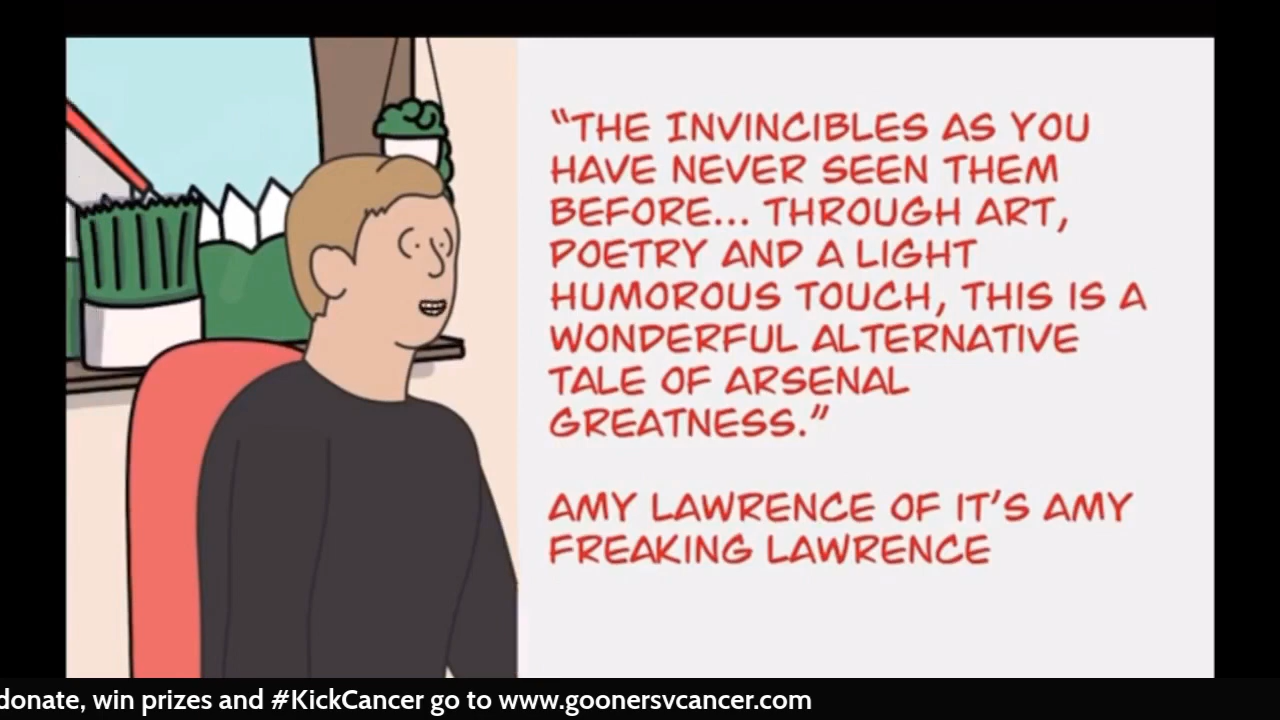 “THE INVINCIBLES AS YOU
HAVE NEVER SEEN THEM
BEFORE... THROUGH ART,
POETRY AND A LIGHT
HUMOROUS TOUCH, THIS IS A
WONDERFUL ALTERNATIVE
TALE OF ARSENAL
GREATNESS.”
AMY LAWRENCE OF IT’S AMY
FREAKING LAWRENCE
donate, win prizes and #KickCancer go to www.goonersvcancer.com